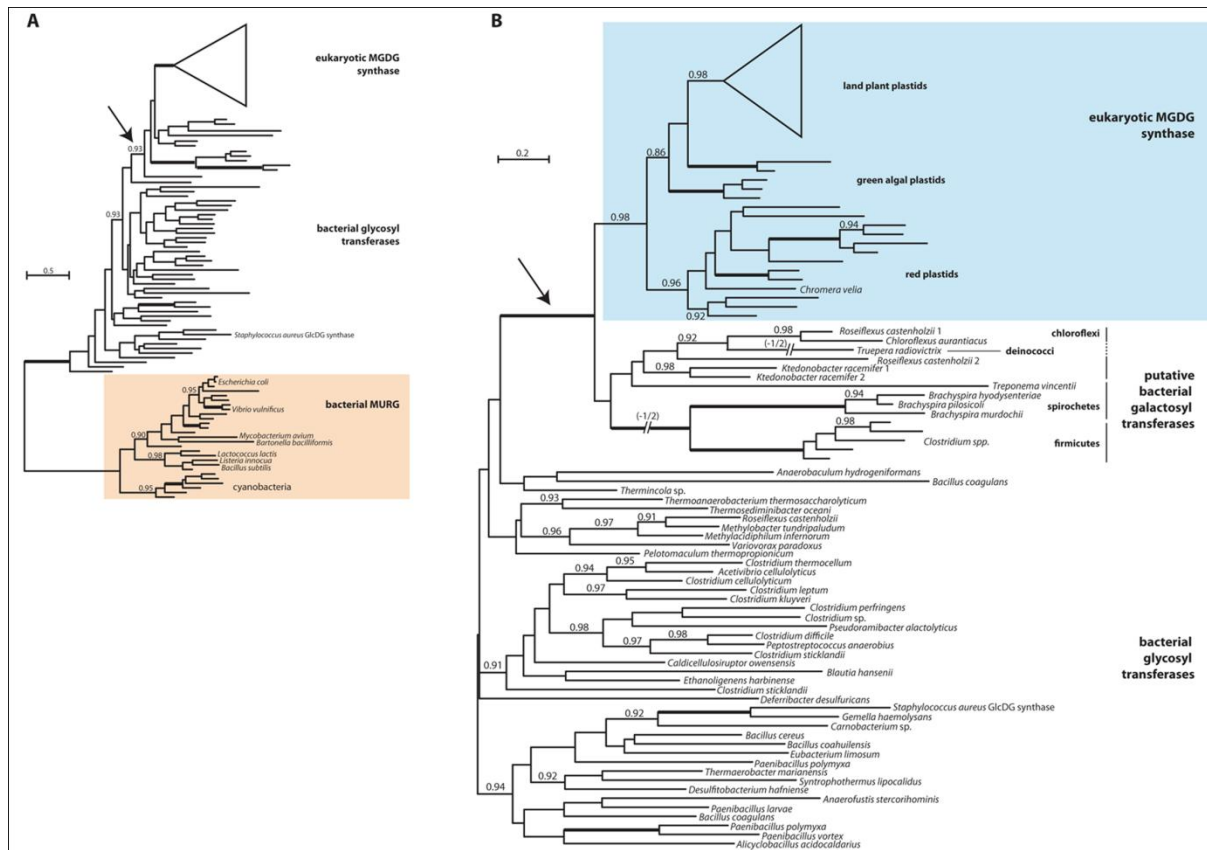 A
eukaryotic MGDG
synthase
0.93
0.93
bacterial glycosyl
transferases
0.5
Staphylococcus aureus GlcDG synthase
0.95
Escherichia coli
bacterial MURG
Vibrio vulnificus
0.90
Mycobacterium avium
Bartonella bacilliformis
0.98
Lactococcus lactis
Listeria innocua
Bacillus subtilis
0.95
cyanobacteria
B
0.98
land plant plastids
eukaryotic MGDG
synthase
0.2
0.86
green algal plastids
0.98
0.94
red plastids
0.96
Chromera velia
0.92
0.98
Roseiflexus castenholzii 1
chloroflexi
0.92
Chloroflexus aurantiacus
(-1/2)
Truepera radiovictrix
deinococci
Roseiflexus castenholzii 2
0.98
Ktedonobacter racemifer 1
Ktedonobacter racemifer 2
putative
bacterial
galactosyl
transferases
Treponema vincentii
0.94
Brachyspira hyodysenteriae
Brachyspira pilosicoli
spirochetes
(-1/2)
Brachyspira murdochii
0.98
firmicutes
Clostridium spp.
Anaerobaculum hydrogeniformans
Bacillus coagulans
Thermincola sp.
0.93
Thermoanaerobacterium thermosaccharolyticum
Thermosediminibacter oceani
0.91
Roseiflexus castenholzii
0.97
Methylobacter tundripaludum
0.96
Methylacidiphilum infernorum
Variovorax paradoxus
Pelotomaculum thermopropionicum
0.95
Clostridium thermocellum
0.94
Acetivibrio cellulolyticus
Clostridium cellulolyticum
0.97
Clostridium leptum
Clostridium kluyveri
Clostridium perfringens
Clostridium sp.
0.98
Pseudoramibacter alactolyticus
0.98
Clostridium difficile
0.97
Peptostreptococcus anaerobius
Clostridium sticklandii
bacterial
glycosyl
transferases
Caldicellulosiruptor owensensis
0.91
Blautia hansenii
Ethanoligenens harbinense
Clostridium sticklandii
Deferribacter desulfuricans
Staphylococcus aureus GlcDG synthase
0.92
Gemella haemolysans
Carnobacterium sp.
Bacillus cereus
Bacillus coahuilensis
Eubacterium limosum
Paenibacillus polymyxa
0.92
Thermaerobacter marianensis
Syntrophothermus lipocalidus
Desulfitobacterium hafniense
0.94
Anaerofustis stercorihominis
Paenibacillus larvae
Bacillus coagulans
Paenibacillus polymyxa
Paenibacillus vortex
Alicyclobacillus acidocaldarius